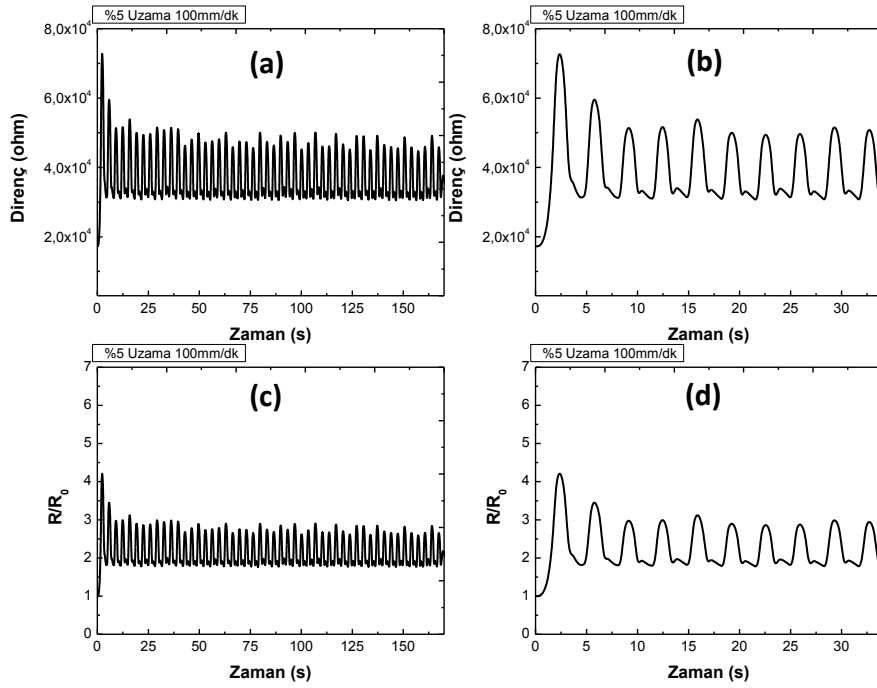 %5 Uzama 100mm/dk
(a)
8,0x10⁴
6,0x10⁴
4,0x10⁴
2,0x10⁴
Direnç (ohm)
0 25 50 75 100 125 150
Zaman (s)
%5 Uzama 100mm/dk
(b)
8,0x10⁴
6,0x10⁴
4,0x10⁴
2,0x10⁴
Direnç (ohm)
0 5 10 15 20 25 30
Zaman (s)
%5 Uzama 100mm/dk
(c)
7
6
5
4
3
2
1
0
R/R₀
0 25 50 75 100 125 150
Zaman (s)
%5 Uzama 100mm/dk
(d)
7
6
5
4
3
2
1
0
R/R₀
0 5 10 15 20 25 30
Zaman (s)